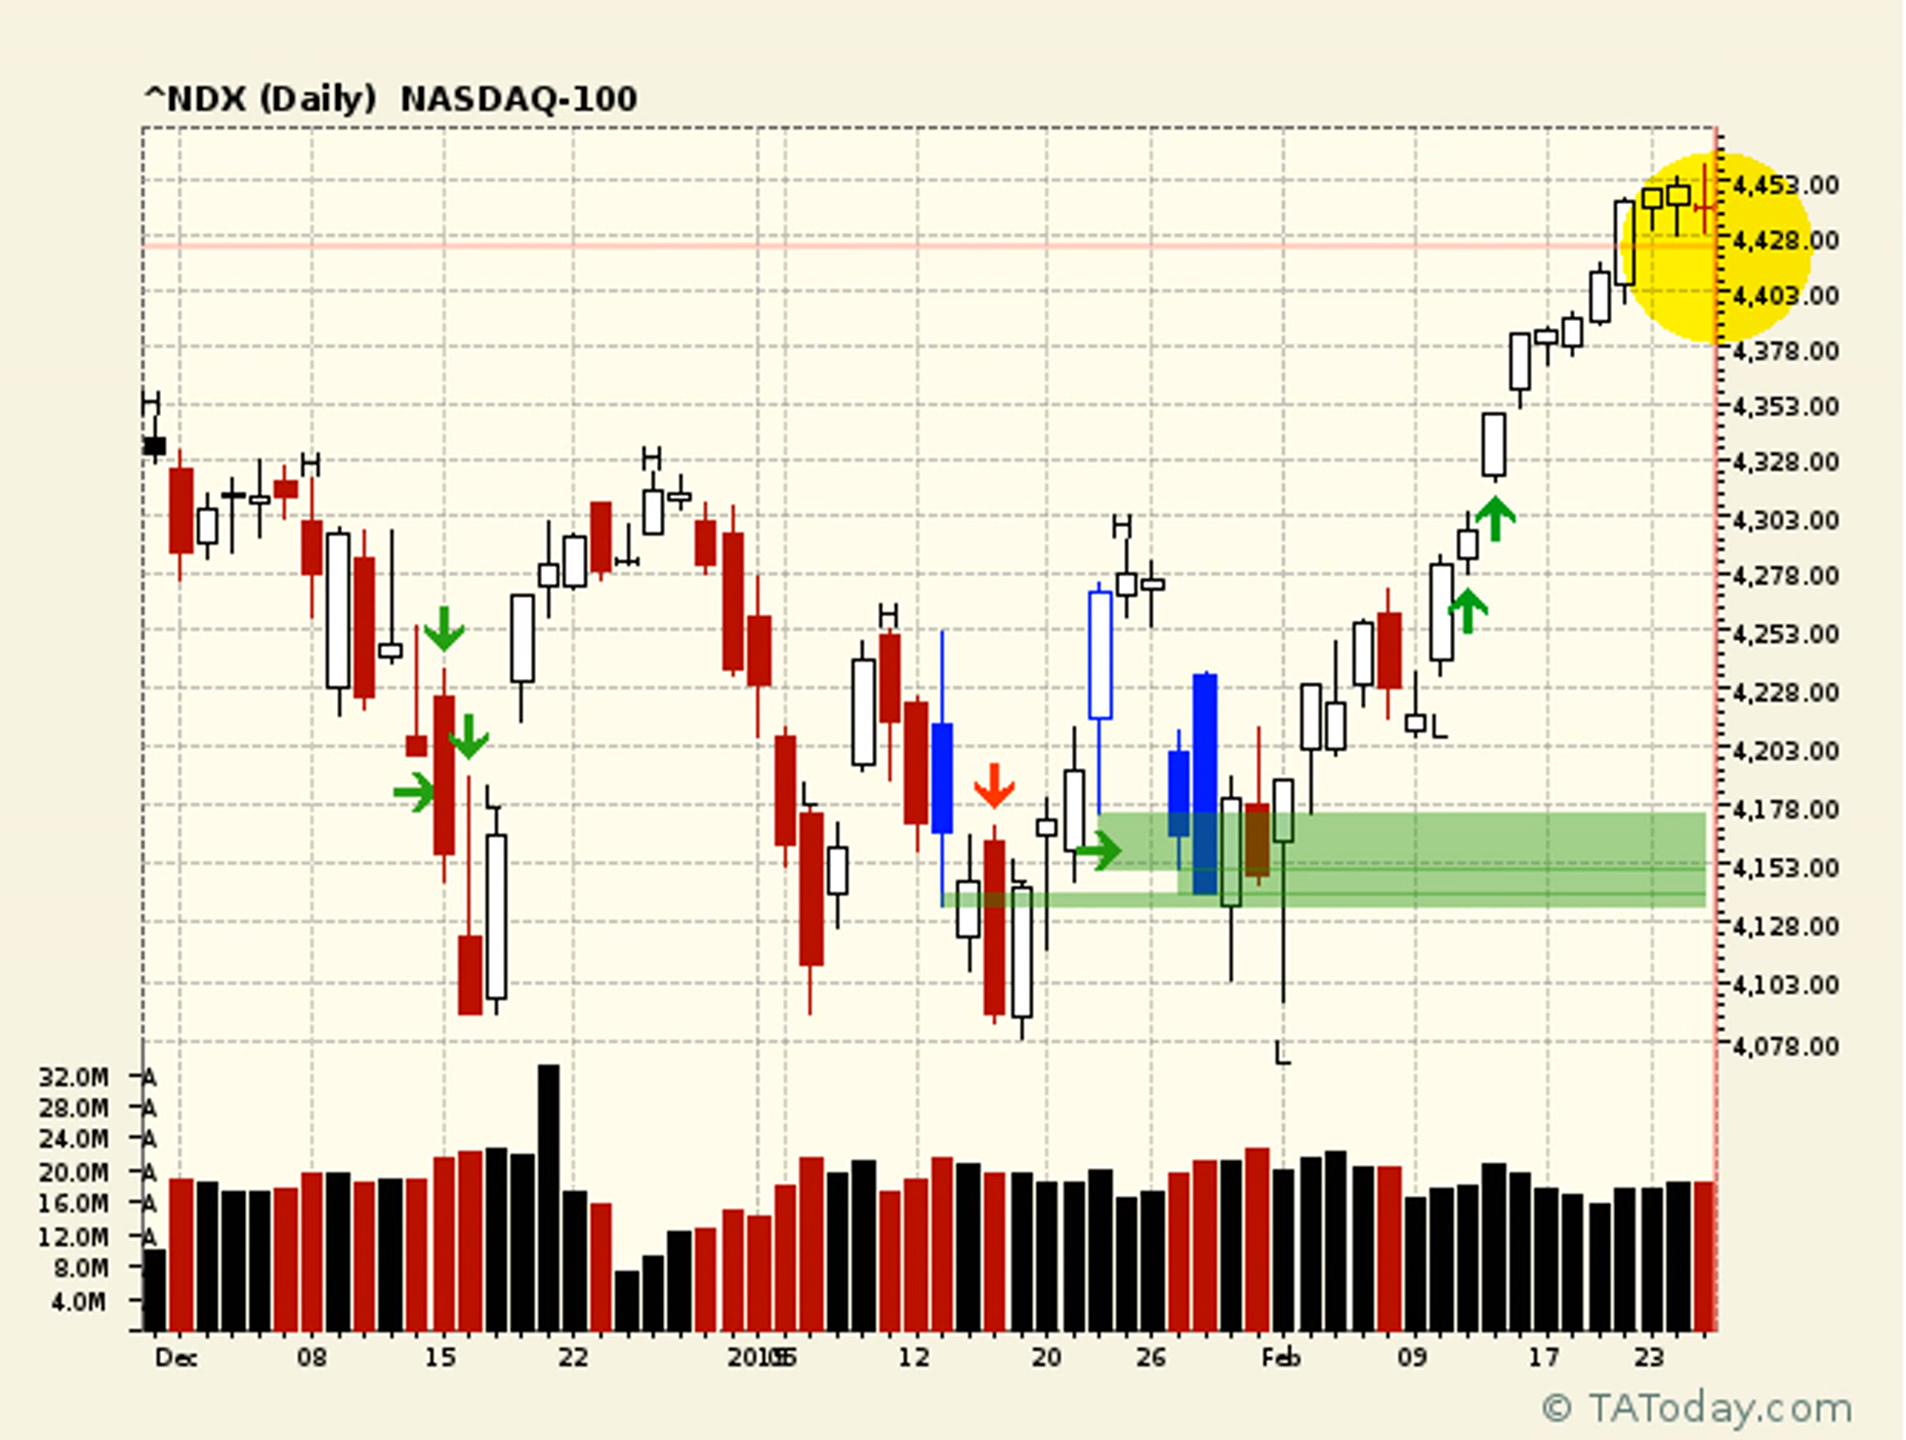 ^NDX (Daily) NASDAQ-100
4,453.00
4,428.00
4,403.00
4,378.00
4,353.00
4,328.00
4,303.00
4,278.00
4,253.00
4,228.00
4,203.00
4,178.00
4,153.00
4,128.00
4,103.00
4,078.00
H
H
H
H
H
L
L
L
L
L
32.0M A
28.0M A
24.0M A
20.0M A
16.0M A
12.0M A
8.0M A
4.0M
Dec 08 15 22 12 20 26 Feb 09 17 23
© TAToday.com